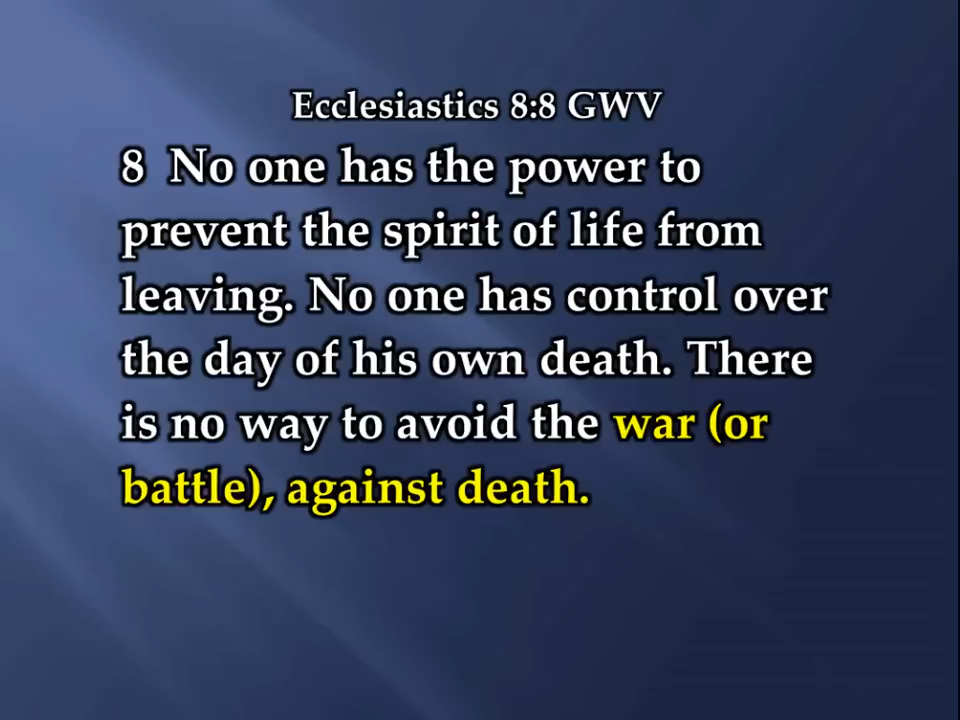 Ecclesiastics 8:8 GWV
8 No one has the power to
prevent the spirit of life from
leaving. No one has control over
the day of his own death. There
is no way to avoid the war (or
battle), against death.